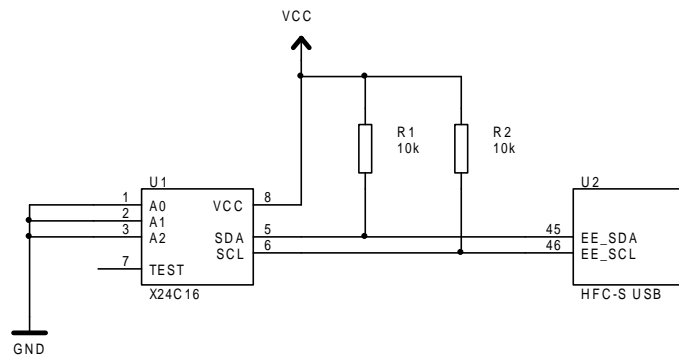 VCC
R1
10k
R2
10k
U1
1 A0 VCC 8
2 A1
3 A2 SDA 5
SCL 6
7 TEST
X24C16
U2
45 EE_SDA
46 EE_SCL
HFC-S USB
GND